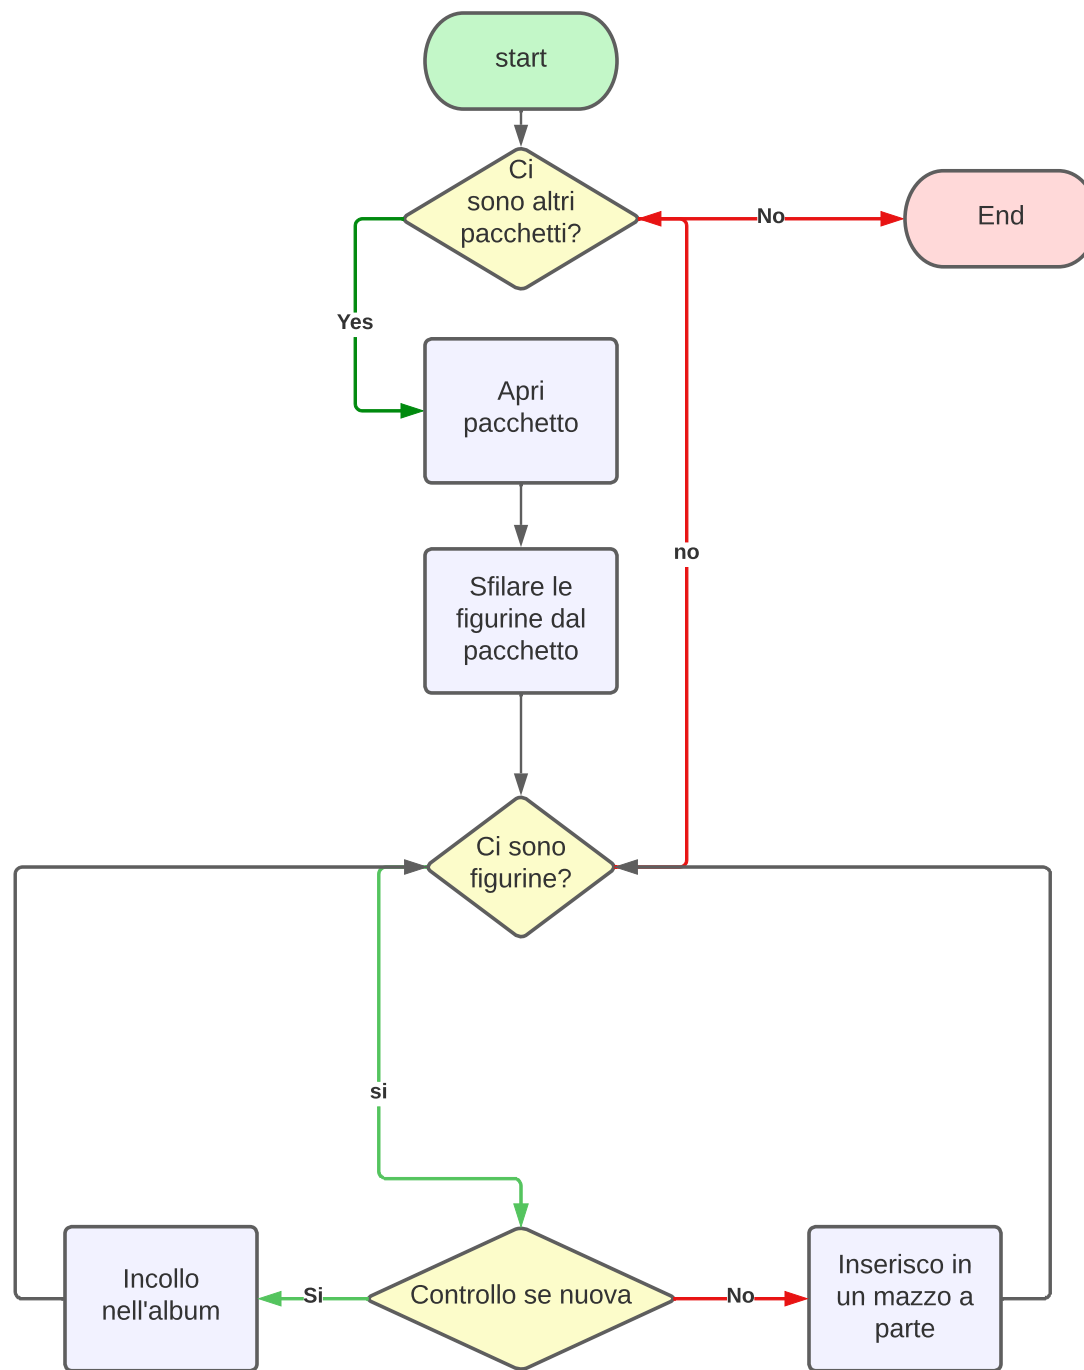 start
Ci
sono altri
pacchetti?
No
End
Yes
Apri
pacchetto
no
Sfilare le
figurine dal
pacchetto
Ci sono
figurine?
si
Incollo
nell'album
Si
Controllo se nuova
No
Inserisco in
un mazzo a
parte